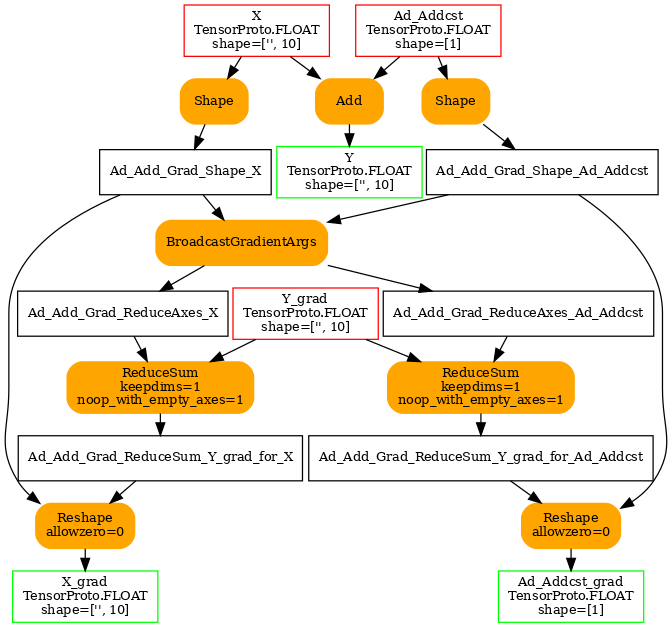 X
TensorProto.FLOAT
shape=['', 10]
Ad_Addcst
TensorProto.FLOAT
shape=[1]
Shape
Add
Shape
Ad_Add_Grad_Shape_X
Y
TensorProto.FLOAT
shape=['', 10]
Ad_Add_Grad_Shape_Ad_Addcst
BroadcastGradientArgs
Ad_Add_Grad_ReduceAxes_X
Y_grad
TensorProto.FLOAT
shape=['', 10]
Ad_Add_Grad_ReduceAxes_Ad_Addcst
ReduceSum
keepdims=1
noop_with_empty_axes=1
ReduceSum
keepdims=1
noop_with_empty_axes=1
Ad_Add_Grad_ReduceSum_Y_grad_for_X
Ad_Add_Grad_ReduceSum_Y_grad_for_Ad_Addcst
Reshape
allowzero=0
Reshape
allowzero=0
X_grad
TensorProto.FLOAT
shape=['', 10]
Ad_Addcst_grad
TensorProto.FLOAT
shape=[1]